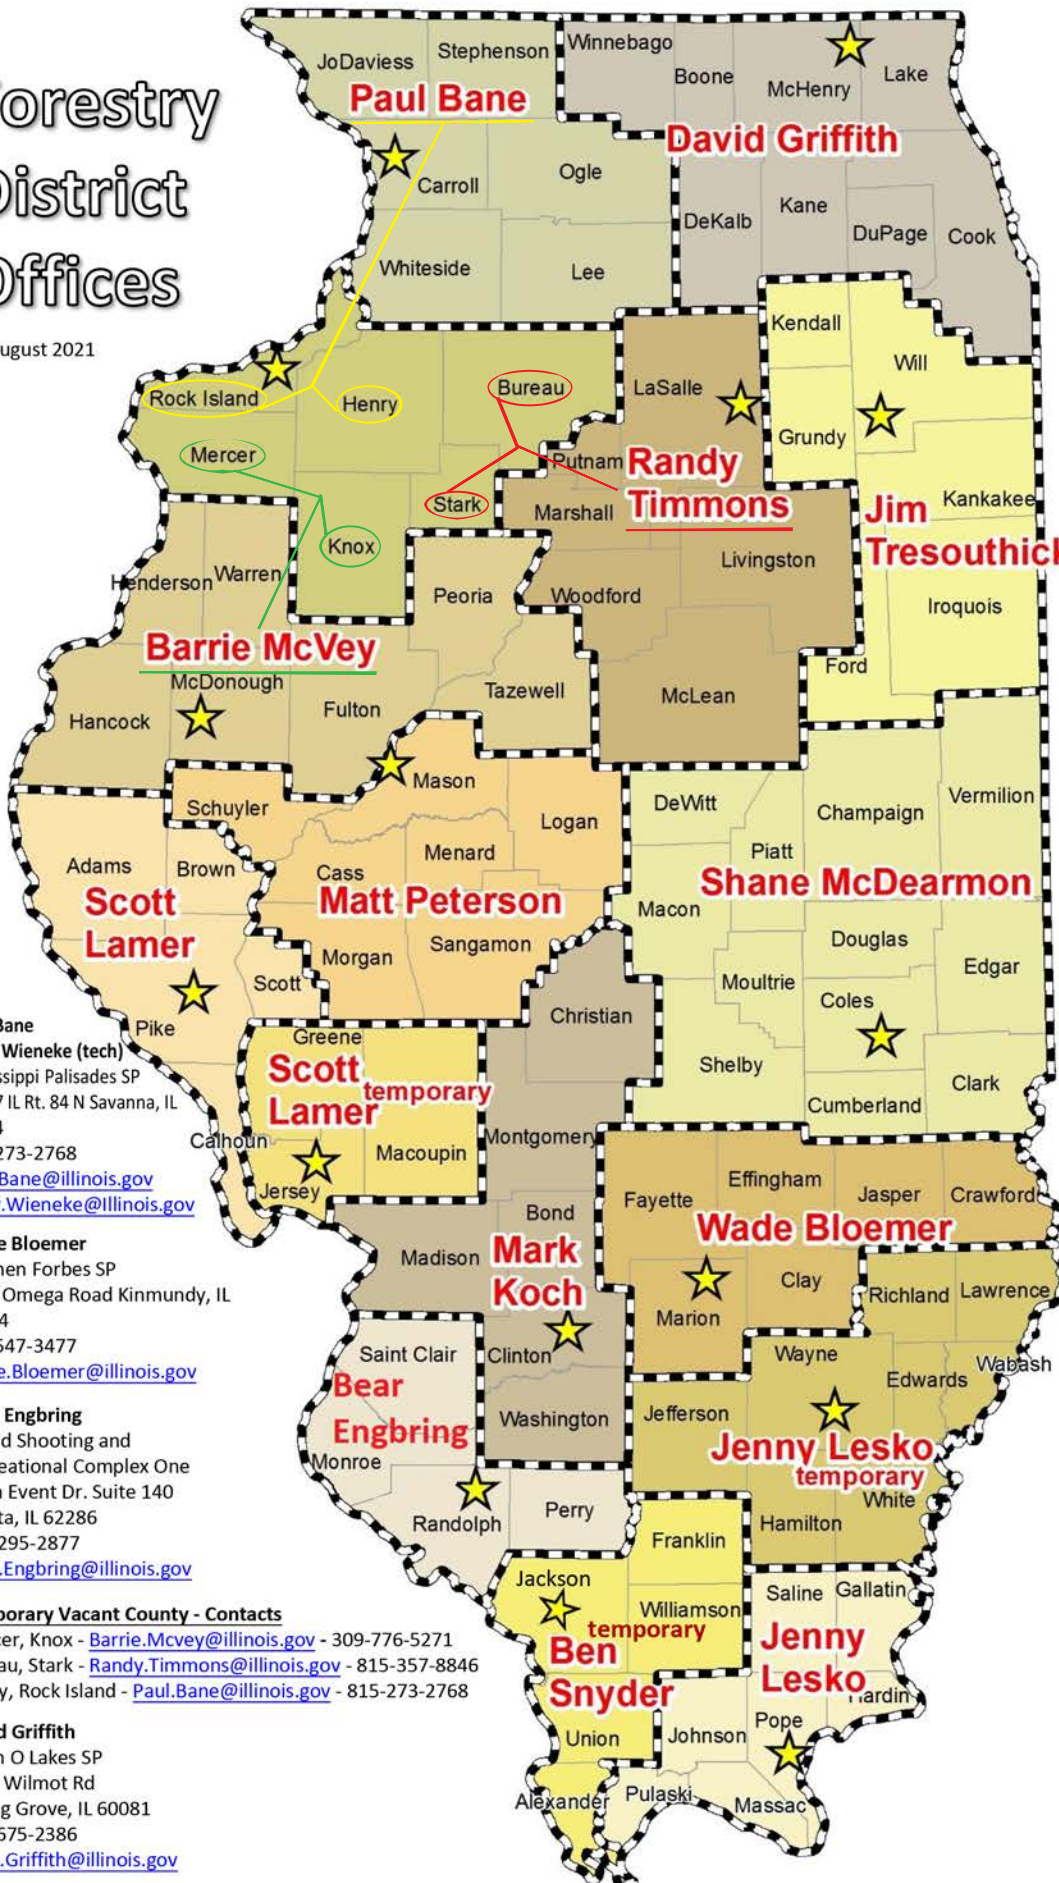 orestry
District
Offices
ugust 2021
JoDaviess
Stephenson
Winnebago
Boone
McHenry
Lake
Paul Bane
David Griffith
Carroll
Ogle
DeKalb
Kane
DuPage
Cook
Whiteside
Lee
Kendall
Will
Rock Island
Henry
Bureau
LaSalle
Grundy
Mercer
Putnam
Randy
Timmons
Stark
Marshall
Kankakee
Jim
Tresouthick
Knox
Livingston
Henderson
Warren
Peoria
Woodford
Iroquois
Barrie McVey
Ford
McDonough
Tazewell
McLean
Hancock
Fulton
Mason
Schuyler
Logan
DeWitt
Champaign
Vermilion
Adams
Brown
Cass
Menard
Piatt
Scott
Lamer
Matt Peterson
Shane McDearmon
Macon
Morgan
Sangamon
Douglas
Edgar
Scott
Moultrie
Coles
Pike
Christian
Greene
Shelby
Clark
Scott
Lamer
temporary
Cumberland
Calhoun
Macoupin
Montgomery
Jersey
Fayette
Effingham
Jasper
Crawford
Bond
Wade Bloemer
Madison
Mark
Koch
Clay
Richland
Lawrence
Marion
Saint Clair
Clinton
Wayne
Edwards
Wabash
Bear
Engbring
Washington
Jefferson
Jenny Lesko
temporary
Monroe
White
Randolph
Perry
Hamilton
Franklin
Jackson
Saline
Gallatin
Williamson
temporary
Ben
Snyder
Jenny
Lesko
Hardin
Union
Johnson
Pope
Alexander
Pulaski
Massac
Bane
Wieneke (tech)
ssippi Palisades SP
7 IL Rt. 84 N Savanna, IL
4
273-2768
.Bane@illinois.gov
.Wieneke@Illinois.gov
e Bloemer
hen Forbes SP
Omega Road Kinmundy, IL
4
547-3477
e.Bloemer@illinois.gov
Engbring
d Shooting and
eational Complex One
n Event Dr. Suite 140
ta, IL 62286
295-2877
.Engbring@illinois.gov
porary Vacant County - Contacts
cer, Knox - Barrie.Mcvey@illinois.gov - 309-776-5271
au, Stark - Randy.Timmons@illinois.gov - 815-357-8846
y, Rock Island - Paul.Bane@illinois.gov - 815-273-2768
d Griffith
n O Lakes SP
Wilmot Rd
g Grove, IL 60081
675-2386
.Griffith@illinois.gov